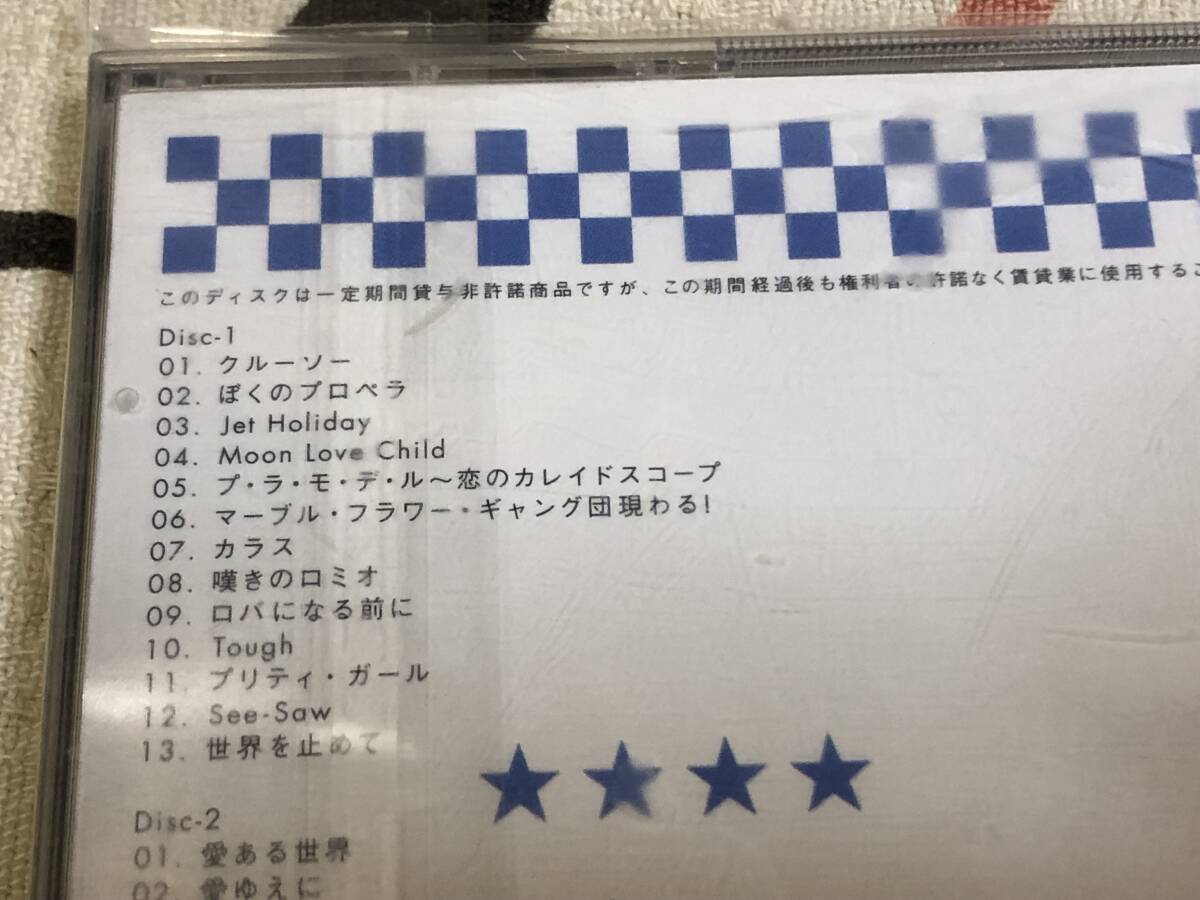 このディスクは一定期間貸与非許諾商品ですが、この期間経過後も権利者の許諾なく賃貸業に使用するこ
Disc-1
01. クルーソー
02. ぼくのプロペラ
03. Jet Holiday
04. Moon Love Child
05. プ・ラ・モ・デ・ル〜恋のカレイドスコープ
06. マーブル・フラワー・ギャング団現わる!
07. カラス
08. 嘆きのロミオ
09. ロバになる前に
10. Tough
11. プリティ・ガール
12. See-Saw
13. 世界を止めて
Disc-2
01. 愛ある世界
02. 愛ゆえに